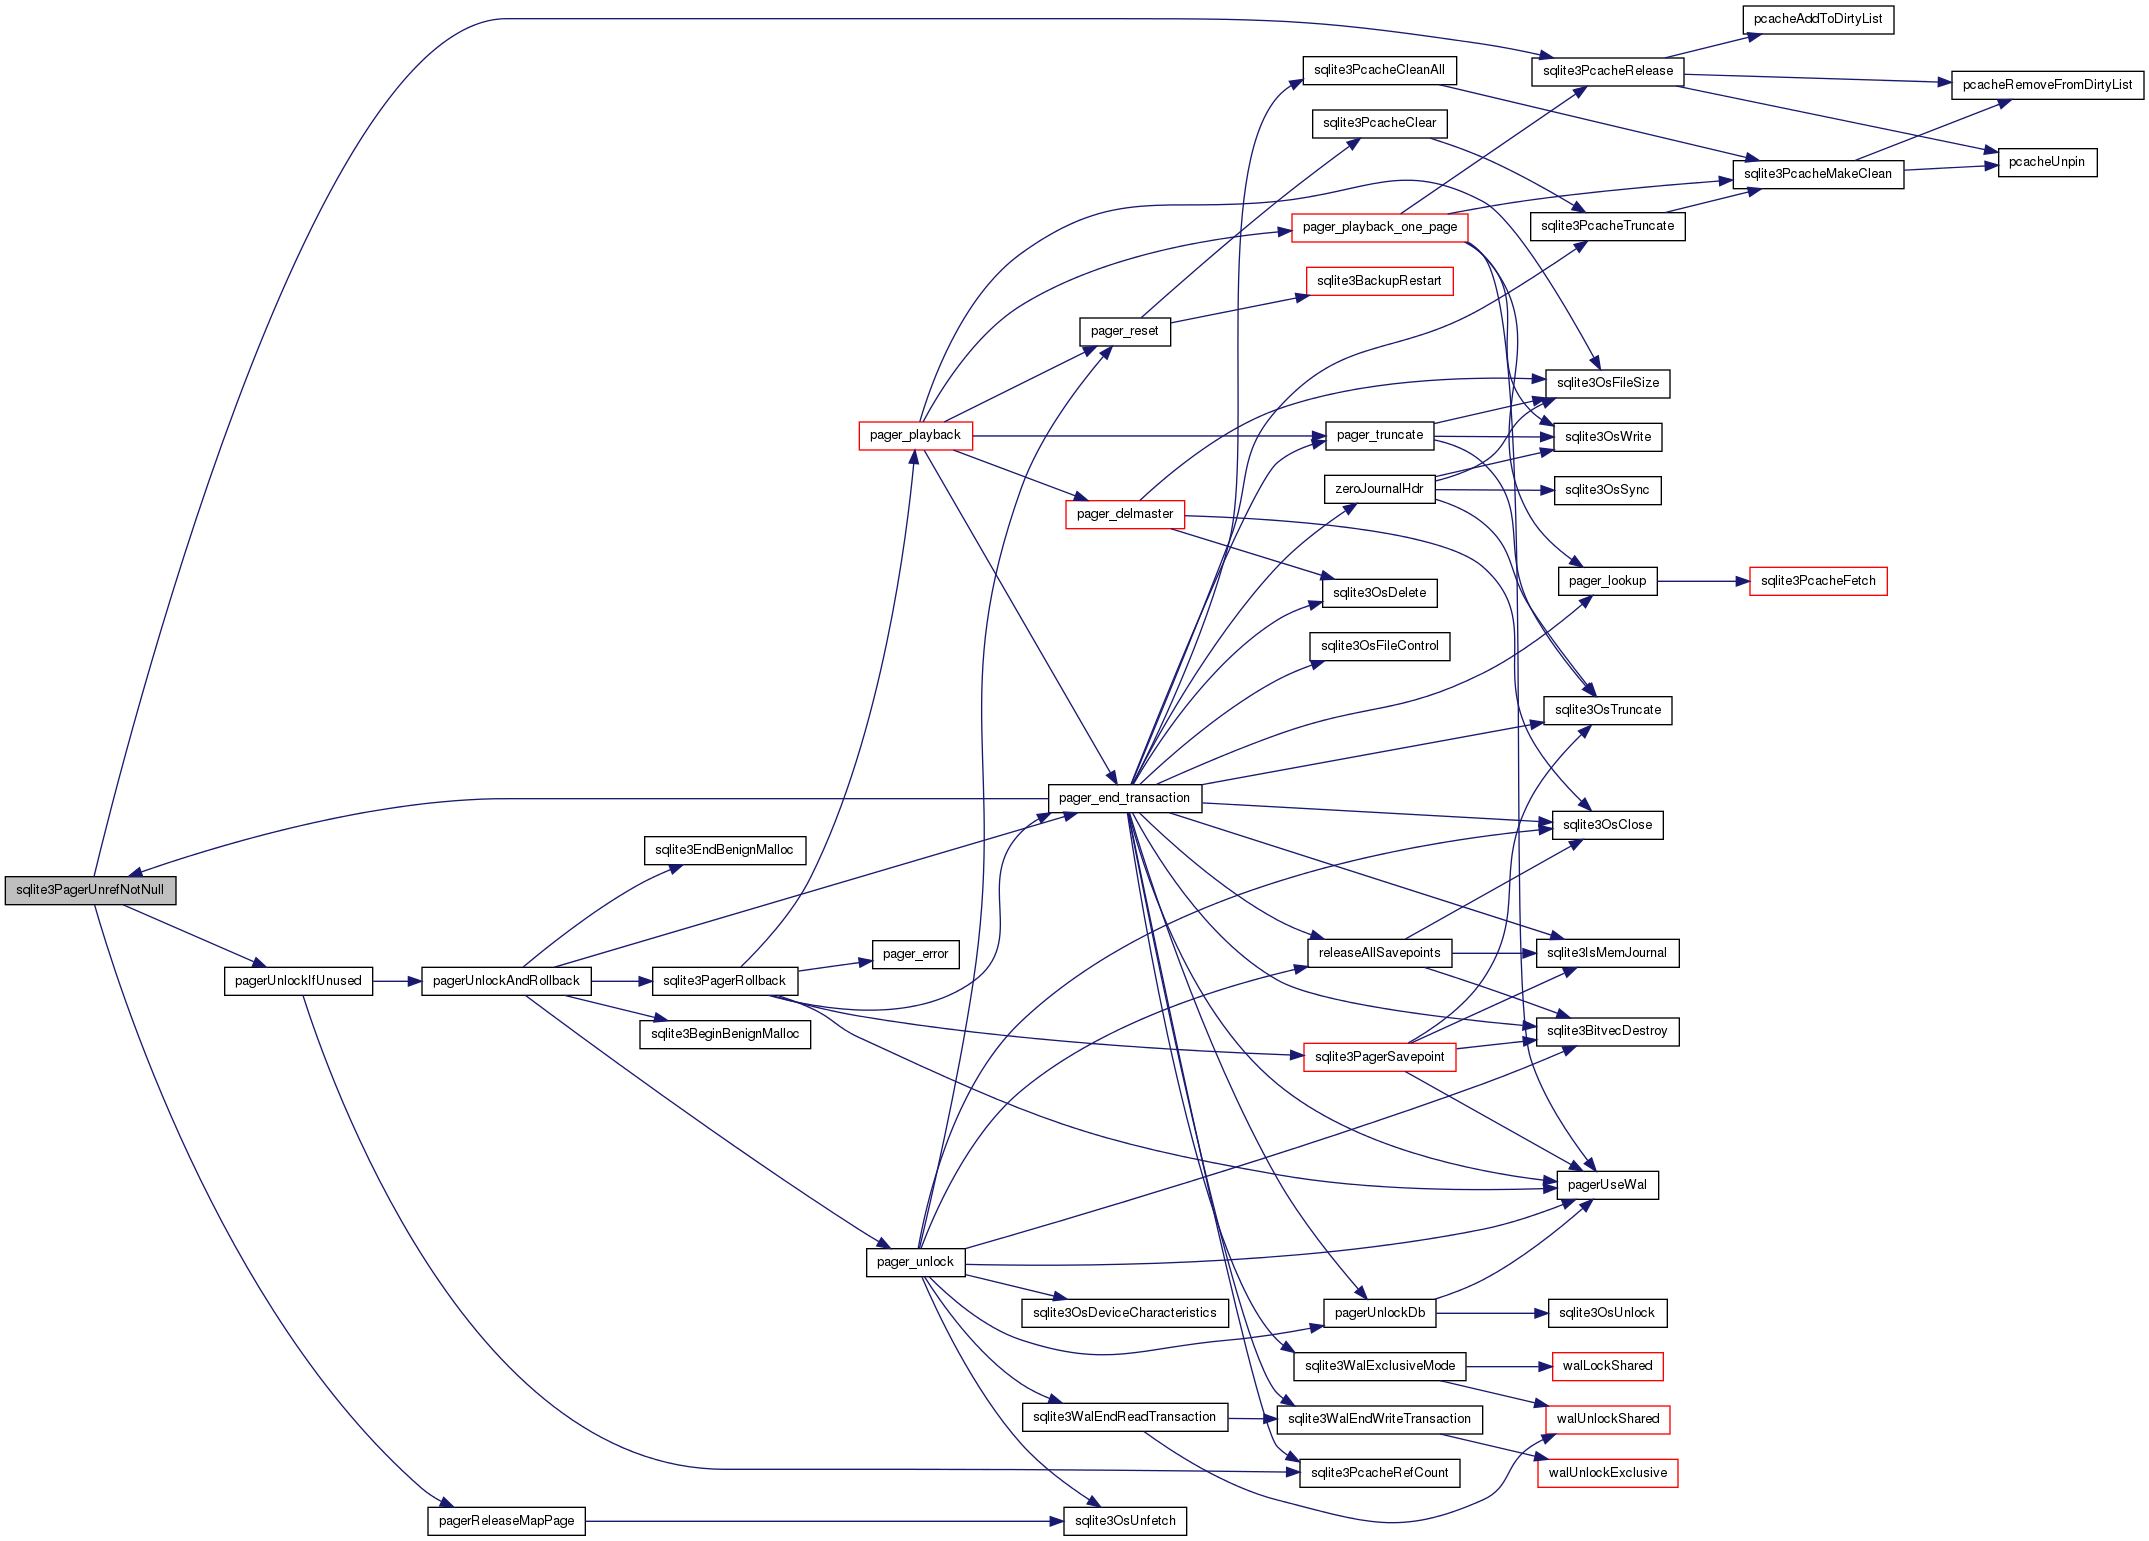 pcacheAddToDirtyList
sqlite3PcacheCleanAll
sqlite3PcacheRelease
pcacheRemoveFromDirtyList
sqlite3PcacheClear
pcacheUnpin
sqlite3PcacheMakeClean
pager_playback_one_page
sqlite3PcacheTruncate
sqlite3BackupRestart
pager_reset
sqlite3OsFileSize
pager_playback
pager_truncate
sqlite3OsWrite
zeroJournalHdr
sqlite3OsSync
pager_delmaster
pager_lookup
sqlite3PcacheFetch
sqlite3OsDelete
sqlite3OsFileControl
sqlite3OsTruncate
pager_end_transaction
sqlite3OsClose
sqlite3EndBenignMalloc
sqlite3PagerUnrefNotNull
pager_error
releaseAllSavepoints
sqlite3IsMemJournal
pagerUnlockIfUnused
pagerUnlockAndRollback
sqlite3PagerRollback
sqlite3BeginBenignMalloc
sqlite3BitvecDestroy
sqlite3PagerSavepoint
pagerUseWal
pager_unlock
sqlite3OsDeviceCharacteristics
pagerUnlockDb
sqlite3OsUnlock
sqlite3WalExclusiveMode
walLockShared
sqlite3WalEndReadTransaction
sqlite3WalEndWriteTransaction
walUnlockShared
sqlite3PcacheRefCount
walUnlockExclusive
pagerReleaseMapPage
sqlite3OsUnfetch